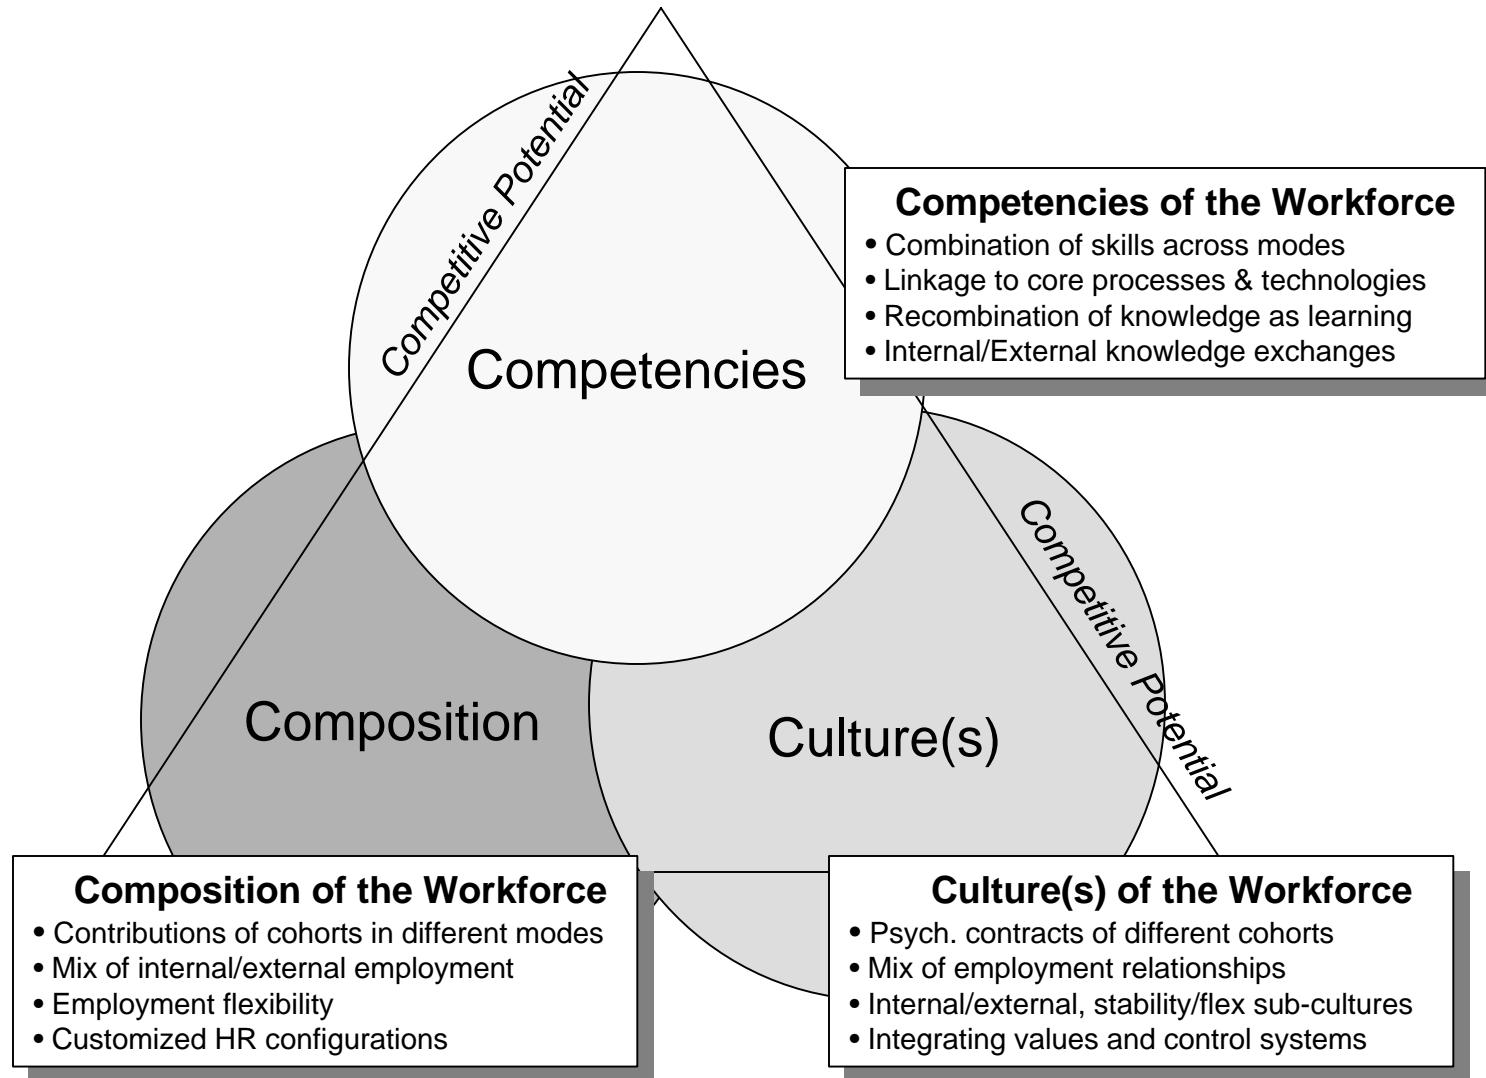 Competitive Potential
Competencies of the Workforce
• Combination of skills across modes
• Linkage to core processes & technologies
• Recombination of knowledge as learning
• Internal/External knowledge exchanges
Competencies
Competitive Potential
Composition
Culture(s)
Composition of the Workforce
• Contributions of cohorts in different modes
• Mix of internal/external employment
• Employment flexibility
• Customized HR configurations
Culture(s) of the Workforce
• Psych. contracts of different cohorts
• Mix of employment relationships
• Internal/external, stability/flex sub-cultures
• Integrating values and control systems